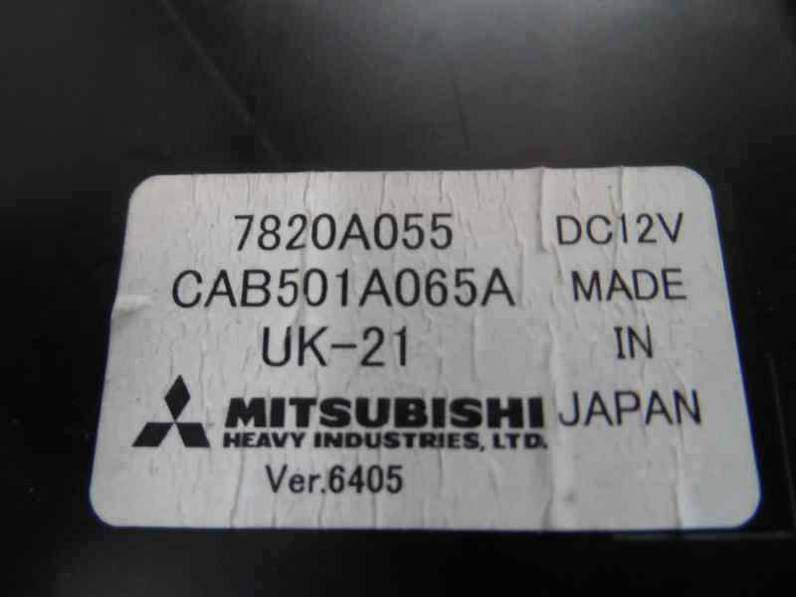 7820A055 DC12V
CAB501A065A MADE
UK-21 IN
MITSUBISHI JAPAN
HEAVY INDUSTRIES, LTD.
Ver.6405